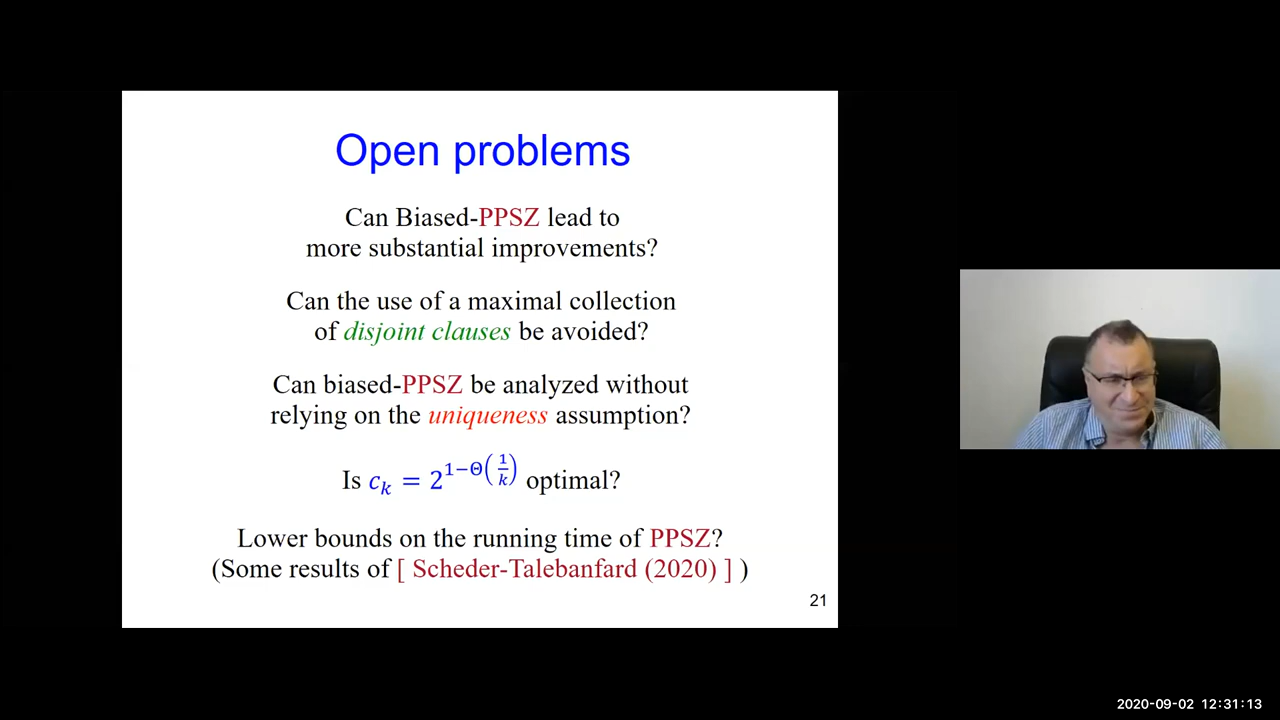 Open problems
Can Biased-PPSZ lead to
more substantial improvements?
Can the use of a maximal collection
of disjoint clauses be avoided?
Can biased-PPSZ be analyzed without
relying on the uniqueness assumption?
Is c_k = 2^{1−Θ(1/k)} optimal?
Lower bounds on the running time of PPSZ?
(Some results of [ Scheder-Talebanfard (2020) ] )
21
2020-09-02 12:31:13